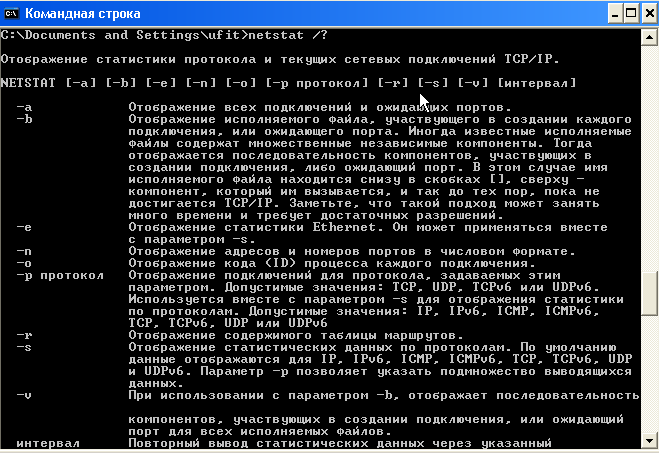 Командная строка
C:\Documents and Settings\ufit>netstat /?
Отображение статистики протокола и текущих сетевых подключений TCP/IP.
NETSTAT [-a] [-b] [-e] [-n] [-o] [-p протокол] [-r] [-s] [-v] [интервал]
-a Отображение всех подключений и ожидающих портов.
-b Отображение исполняемого файла, участвующего в создании каждого
подключения, или ожидающего порта. Иногда известные исполняемые
файлы содержат множественные независимые компоненты. Тогда
отображается последовательность компонентов, участвующих в
создании подключения, либо ожидающий порт. В этом случае имя
исполняемого файла находится снизу в скобках [], сверху -
компонент, который им вызывается, и так до тех пор, пока не
достигается TCP/IP. Заметьте, что такой подход может занять
много времени и требует достаточных разрешений.
-e Отображение статистики Ethernet. Он может применяться вместе
с параметром -s.
-n Отображение адресов и номеров портов в числовом формате.
-o Отображение кода (ID) процесса каждого подключения.
-p протокол Отображение подключений для протокола, задаваемых этим
параметром. Допустимые значения: TCP, UDP, TCPv6 или UDPv6.
Используется вместе с параметром -s для отображения статистики
по протоколам. Допустимые значения: IP, IPv6, ICMP, ICMPv6,
TCP, TCPv6, UDP или UDPv6
-r Отображение содержимого таблицы маршрутов.
-s Отображение статистических данных по протоколам. По умолчанию
данные отображаются для IP, IPv6, ICMP, ICMPv6, TCP, TCPv6, UDP
и UDPv6. Параметр -p позволяет указать подмножество выводящихся
данных.
-v При использовании с параметром -b, отображает последовательность
компонентов, участвующих в создании подключения, или ожидающий
порт для всех исполняемых файлов.
интервал Повторный вывод статистических данных через указанный